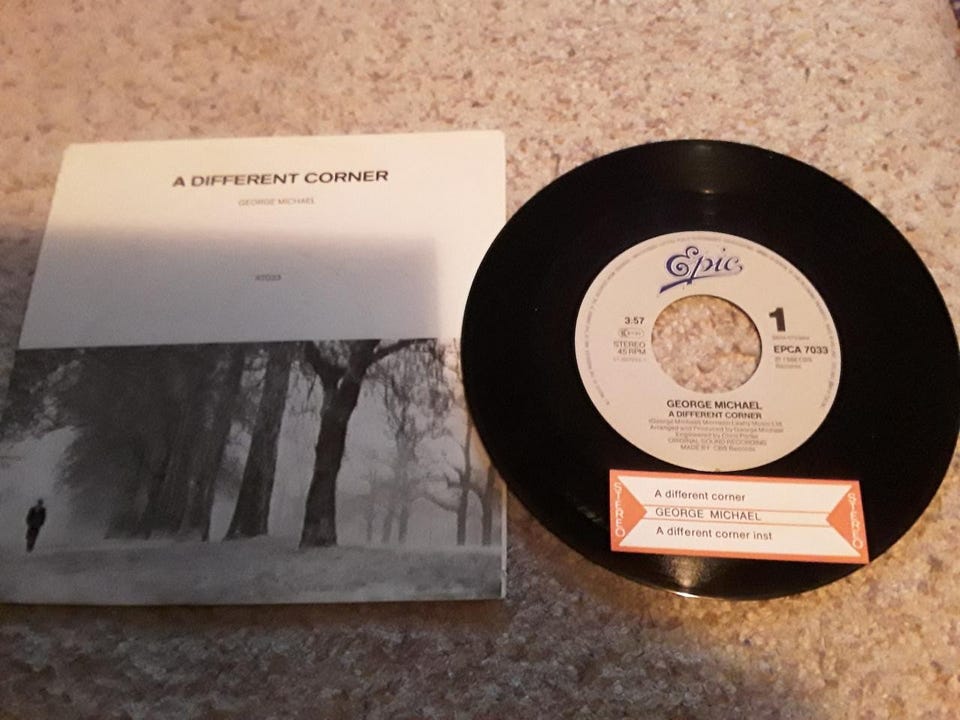 A DIFFERENT CORNER
GEORGE MICHAEL
A7033
Epic
3.57
STEREO
45 RPM
1
EPCA 7033
Records
GEORGE MICHAEL
A DIFFERENT CORNER
Arranged and Produced by George Michael
ORIGINAL SOUND RECORDING
MADE BY CBS Records
STEREO
A different corner
GEORGE MICHAEL
A different corner inst
STEREO